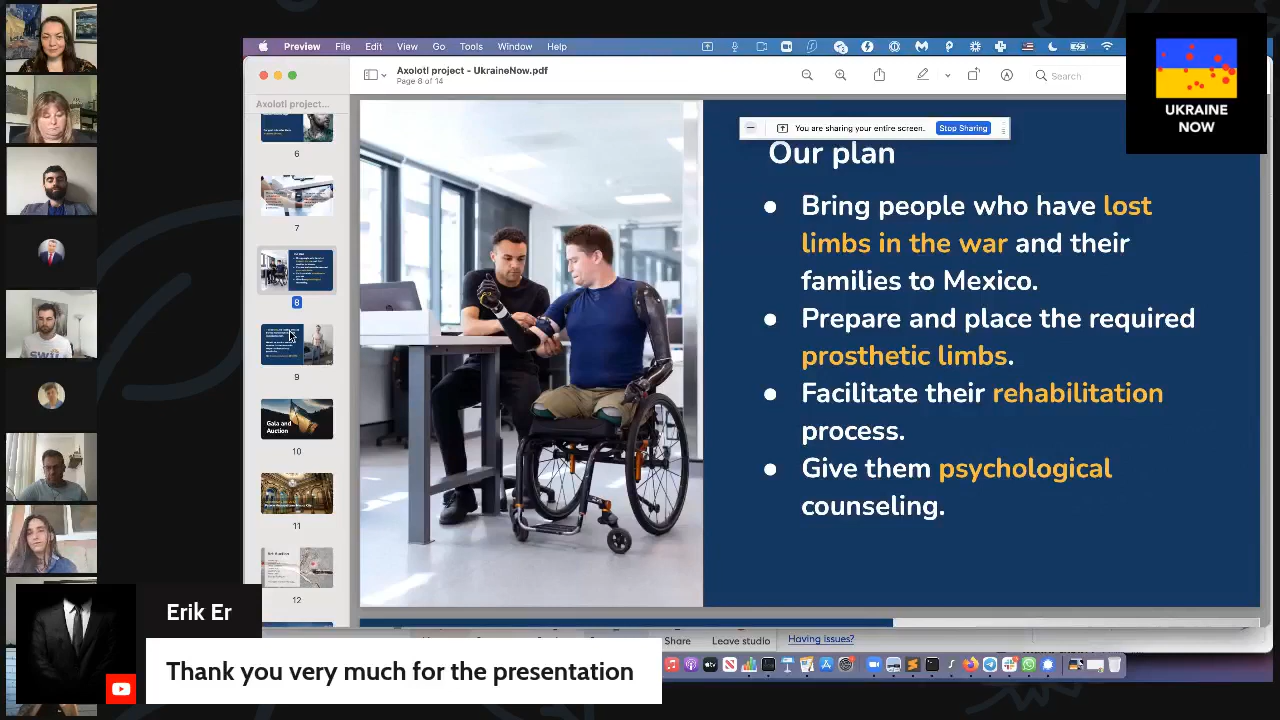 Preview File Edit View Go Tools Window Help
Axolotl project - UkraineNow.pdf
Page 8 of 14
Search
Axolotl project...
6
7
8
9
Gala and
Auction
10
11
12
You are sharing your entire screen.
Stop Sharing
Our plan
Bring people who have lost
limbs in the war and their
families to Mexico.
Prepare and place the required
prosthetic limbs.
Facilitate their rehabilitation
process.
Give them psychological
counseling.
UKRAINE
NOW
Share Leave studio Having issues?
Erik Er
Thank you very much for the presentation